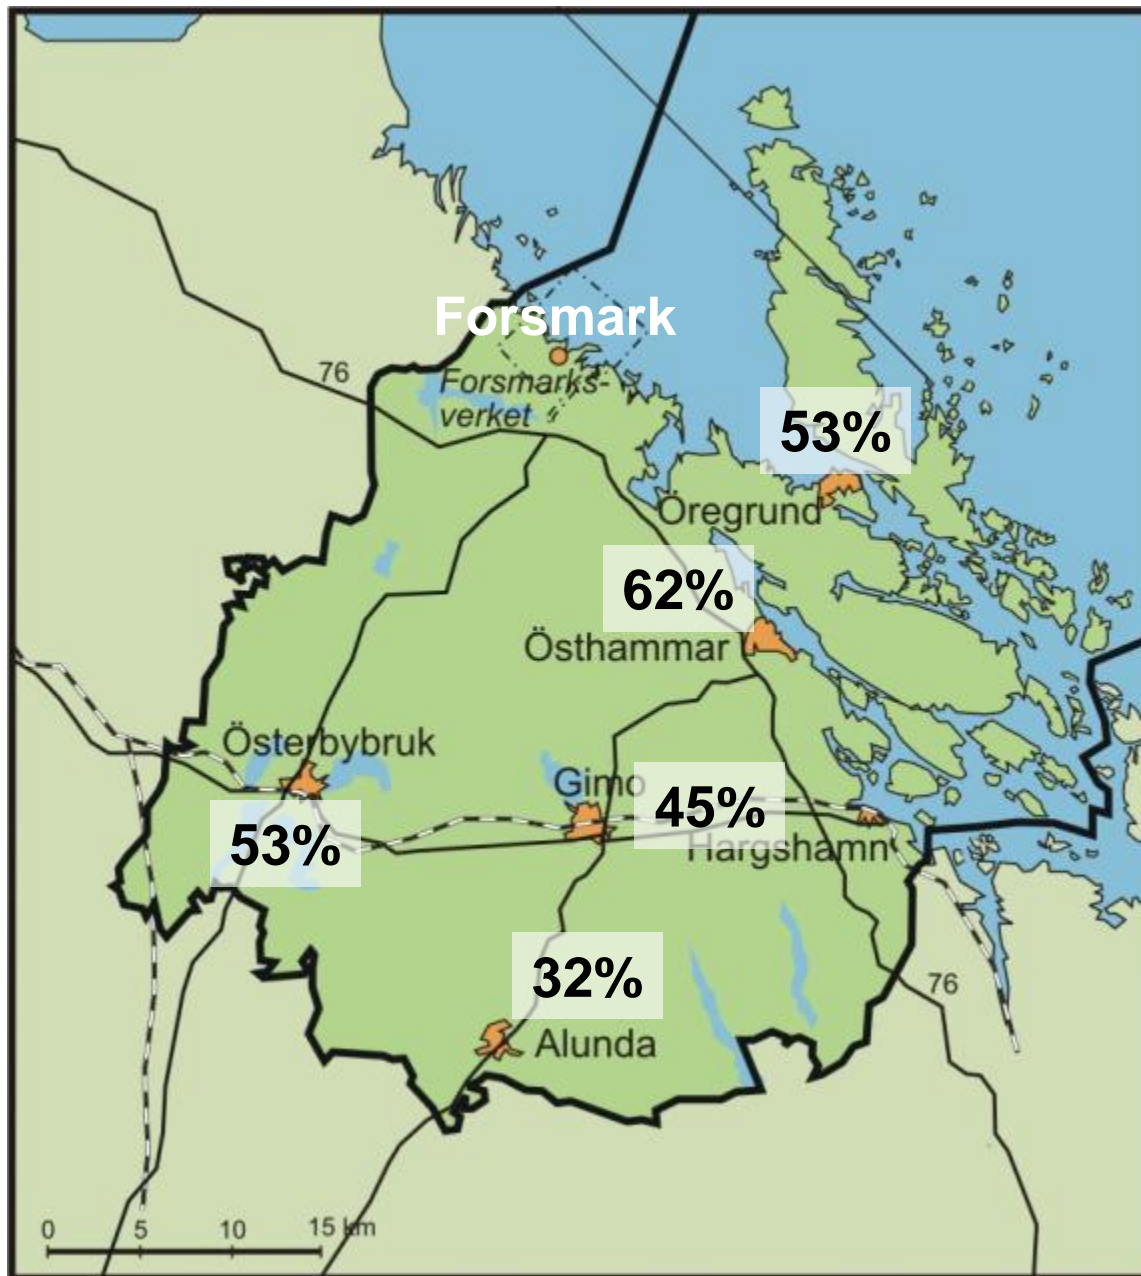 Forsmark
76
Forsmarks-
verket
53%
Öregrund
62%
Östhammar
Österbybruk
Gimo
45%
53%
Hargshamn
32%
76
Alunda
0 5 10 15 km